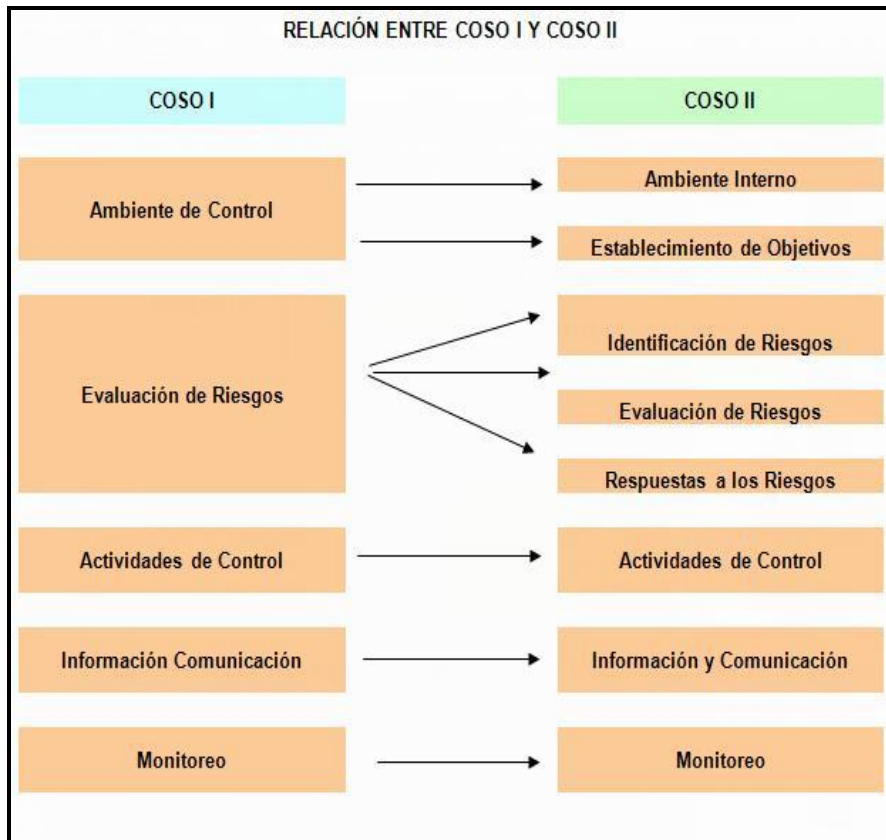 RELACIÓN ENTRE COSO I Y COSO II
COSO I
COSO II
Ambiente de Control
Ambiente Interno
Establecimiento de Objetivos
Evaluación de Riesgos
Identificación de Riesgos
Evaluación de Riesgos
Respuestas a los Riesgos
Actividades de Control
Actividades de Control
Información Comunicación
Información y Comunicación
Monitoreo
Monitoreo